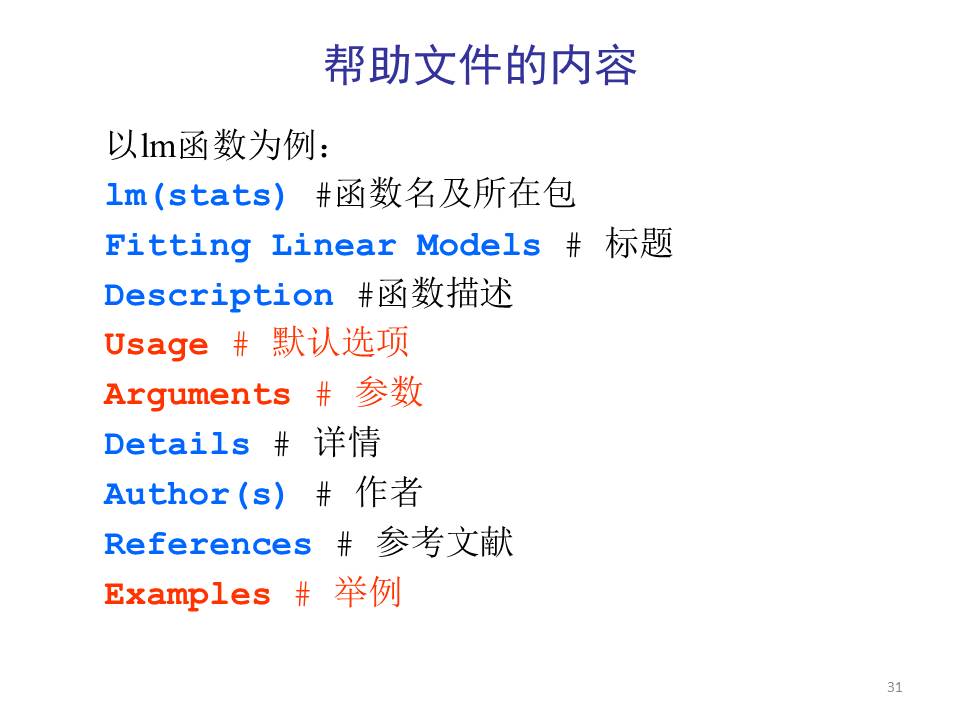 帮助文件的内容
以lm函数为例：
lm(stats) #函数名及所在包
Fitting Linear Models # 标题
Description #函数描述
Usage # 默认选项
Arguments # 参数
Details # 详情
Author(s) # 作者
References # 参考文献
Examples # 举例
31